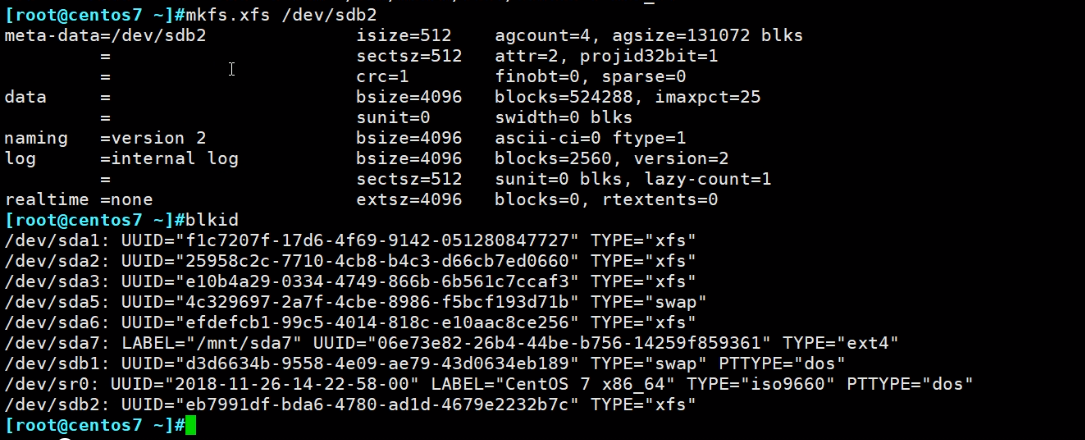 [root@centos7 ~]#mkfs.xfs /dev/sdb2
meta-data=/dev/sdb2              isize=512    agcount=4, agsize=131072 blks
         =                       sectsz=512   attr=2, projid32bit=1
         =                       crc=1        finobt=0, sparse=0
data     =                       bsize=4096   blocks=524288, imaxpct=25
         =                       sunit=0      swidth=0 blks
naming   =version 2              bsize=4096   ascii-ci=0 ftype=1
log      =internal log           bsize=4096   blocks=2560, version=2
         =                       sectsz=512   sunit=0 blks, lazy-count=1
realtime =none                   extsz=4096   blocks=0, rtextents=0
[root@centos7 ~]#blkid
/dev/sda1: UUID="f1c7207f-17d6-4f69-9142-051280847727" TYPE="xfs"
/dev/sda2: UUID="25958c2c-7710-4cb8-b4c3-d66cb7ed0660" TYPE="xfs"
/dev/sda3: UUID="e10b4a29-0334-4749-866b-6b561c7ccaf3" TYPE="xfs"
/dev/sda5: UUID="4c329697-2a7f-4cbe-8986-f5bcf193d71b" TYPE="swap"
/dev/sda6: UUID="efdefcb1-99c5-4014-818c-e10aac8ce256" TYPE="xfs"
/dev/sda7: LABEL="/mnt/sda7" UUID="06e73e82-26b4-44be-b756-14259f859361" TYPE="ext4"
/dev/sdb1: UUID="d3d6634b-9558-4e09-ae79-43d0634eb189" TYPE="swap" PTTYPE="dos"
/dev/sr0: UUID="2018-11-26-14-22-58-00" LABEL="CentOS 7 x86_64" TYPE="iso9660" PTTYPE="dos"
/dev/sdb2: UUID="eb7991df-bda6-4780-ad1d-4679e2232b7c" TYPE="xfs"
[root@centos7 ~]#